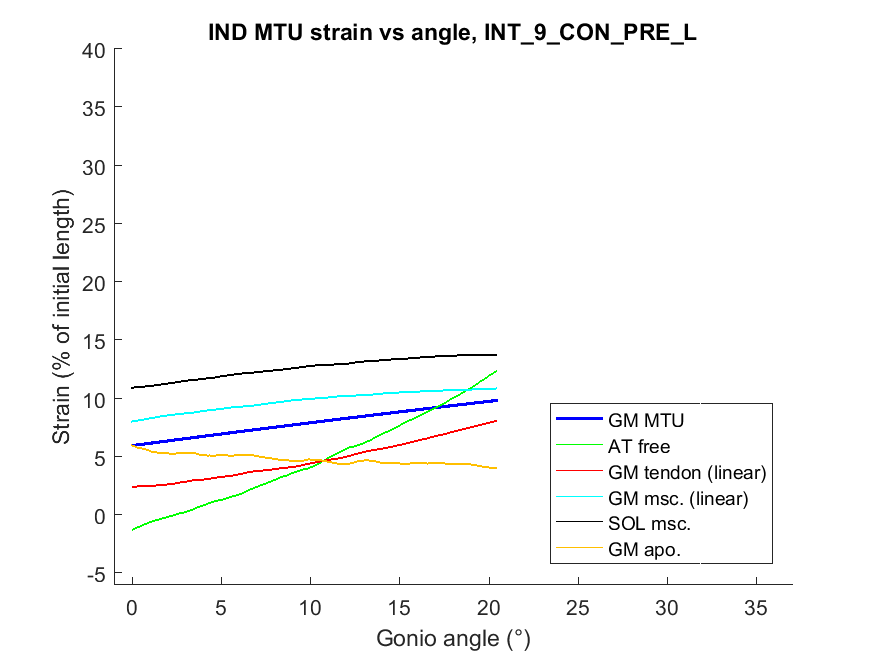 IND MTU strain vs angle, INT_9_CON_PRE_L
40
35
30
25
20
15
10
5
0
-5
Strain (% of initial length)
0 5 10 15 20 25 30 35
Gonio angle (°)
GM MTU
AT free
GM tendon (linear)
GM msc. (linear)
SOL msc.
GM apo.